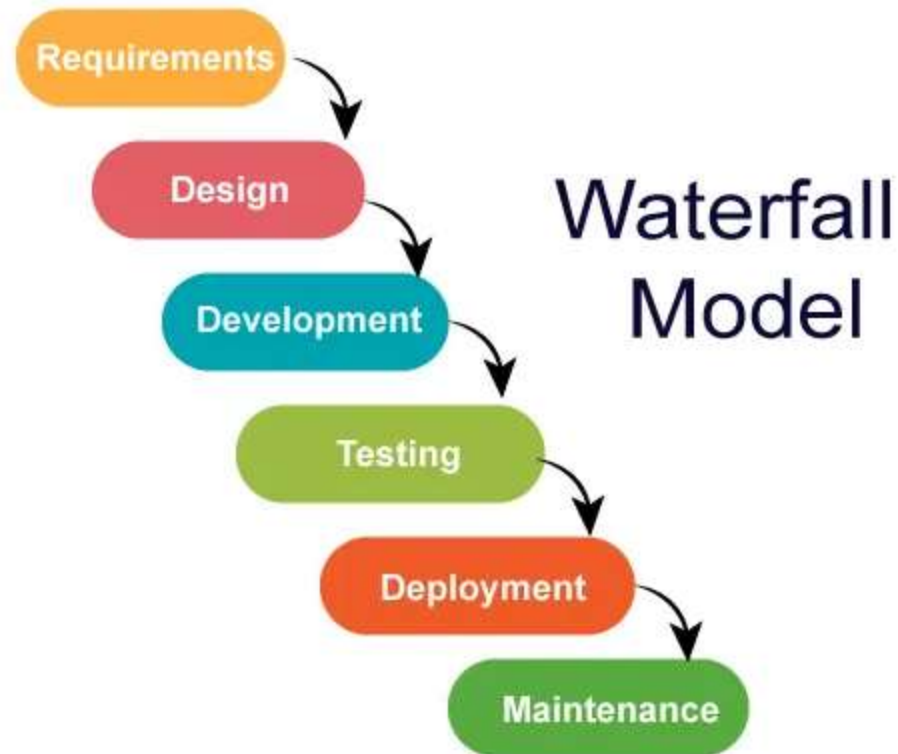 Requirements
Design
Waterfall
Model
Development
Testing
Deployment
Maintenance